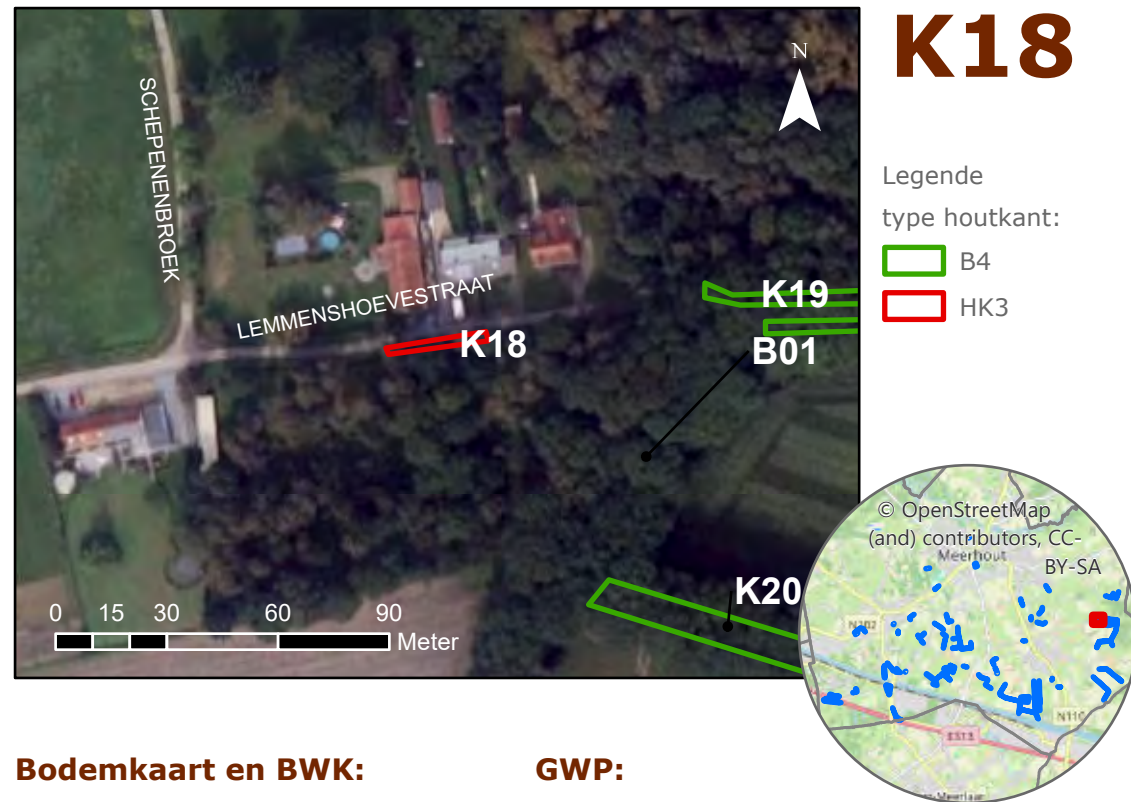 K18
N
SCHEPENENBROEK
LEMMENSHOEVESTRAAT
K18
K19
B01
K20
0 15 30 60 90
Meter
Legende
type houtkant:
B4
HK3
© OpenStreetMap
(and) contributors, CC-
BY-SA
Meerhout
N102
N110
E313
Bodemkaart en BWK:
GWP: